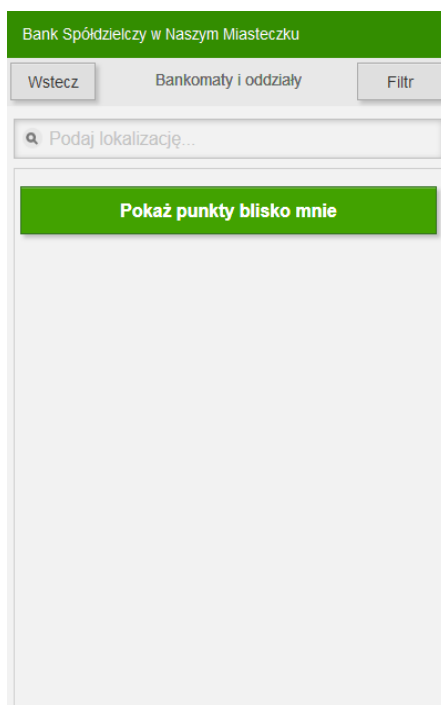 Bank Spółdzielczy w Naszym Miasteczku
Wstecz Bankomaty i oddziały Filtr
Podaj lokalizację...
Pokaż punkty blisko mnie